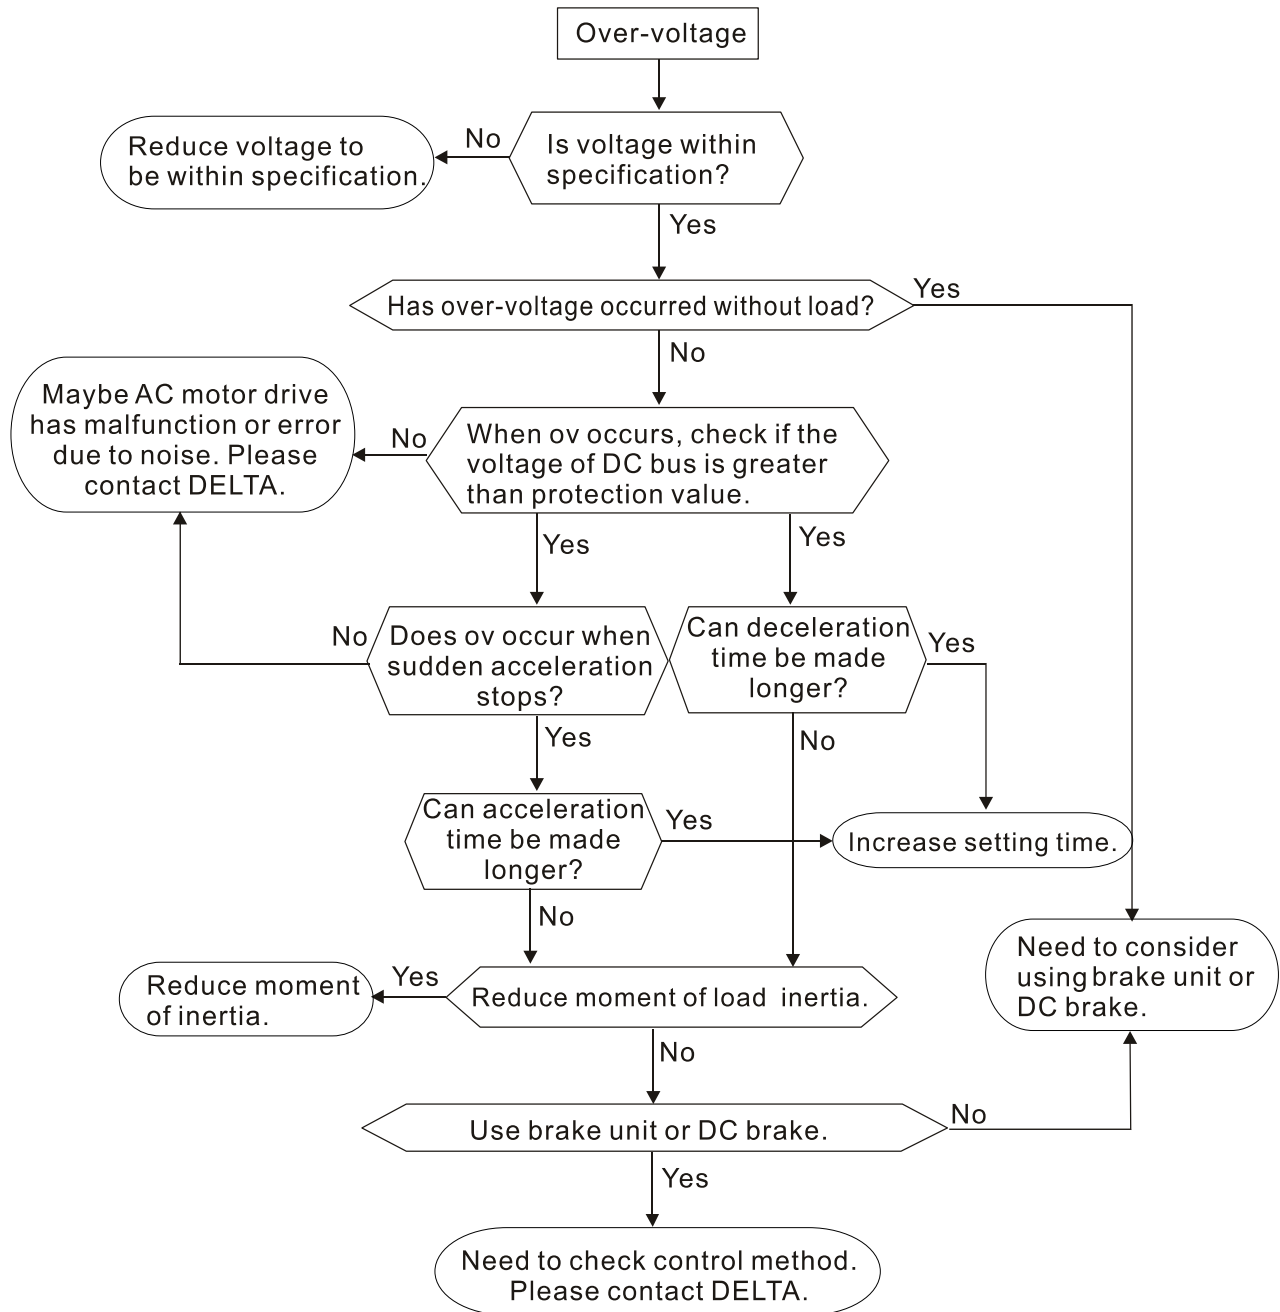 Over-voltage
Is voltage within
specification?
No
Reduce voltage to
be within specification.
Yes
Has over-voltage occurred without load?
Yes
No
When ov occurs, check if the
voltage of DC bus is greater
than protection value.
No
Maybe AC motor drive
has malfunction or error
due to noise. Please
contact DELTA.
Yes
Yes
Does ov occur when
sudden acceleration
stops?
No
Can deceleration
time be made
longer?
Yes
Yes
No
Can acceleration
time be made
longer?
Yes
Increase setting time.
No
Need to consider
using brake unit or
DC brake.
Reduce moment of load inertia.
Yes
Reduce moment
of inertia.
No
Use brake unit or DC brake.
No
Yes
Need to check control method.
Please contact DELTA.